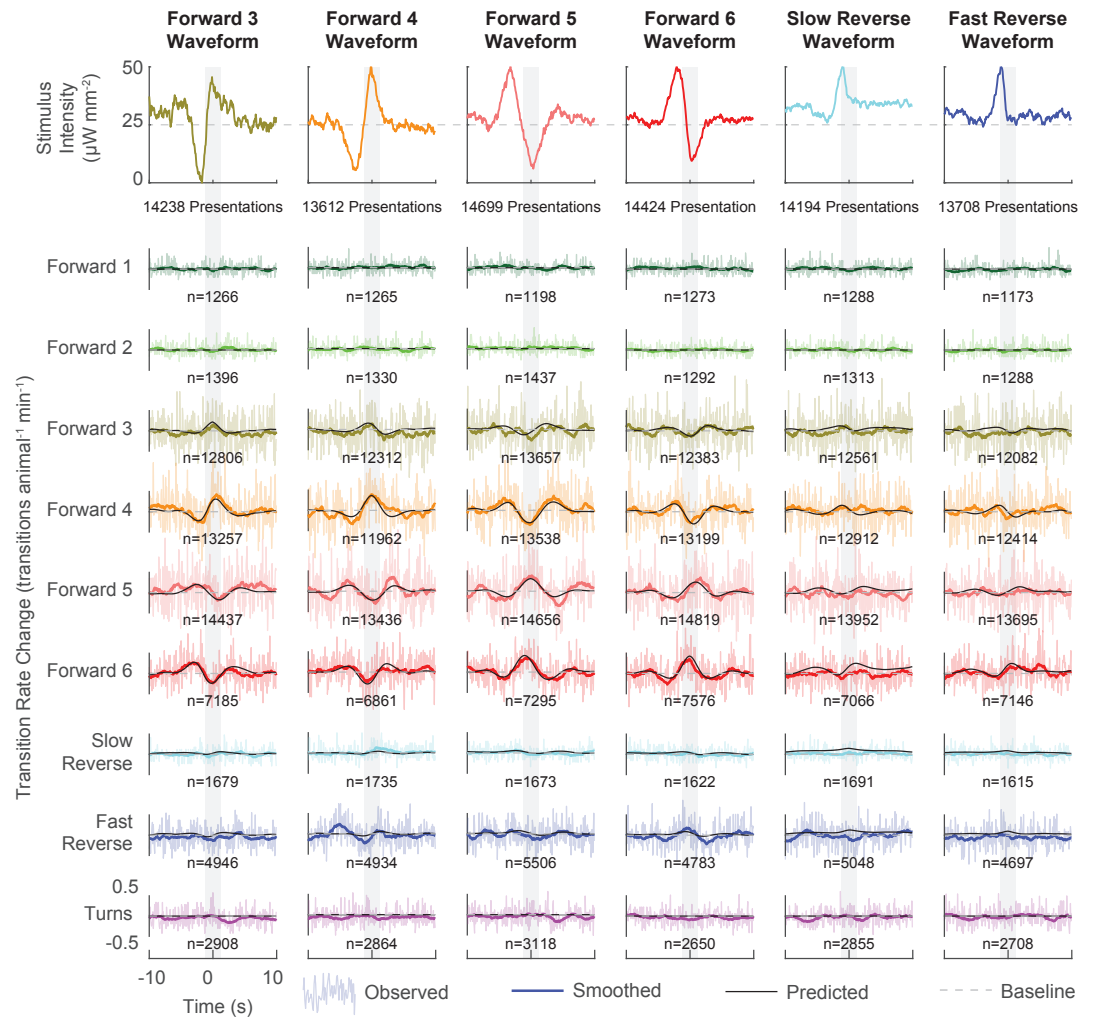 Forward 3 Forward 4 Forward 5 Forward 6 Slow Reverse Fast Reverse
Waveform Waveform Waveform Waveform Waveform Waveform
Stimulus
Intensity
(µW mm-2)
50
25
0
14238 Presentations 13612 Presentations 14699 Presentations 14424 Presentation 14194 Presentations 13708 Presentations
Transition Rate Change (transitions animal-1 min-1)
Forward 1
n=1266 n=1265 n=1198 n=1273 n=1288 n=1173
Forward 2
n=1396 n=1330 n=1437 n=1292 n=1313 n=1288
Forward 3
n=12806 n=12312 n=13657 n=12383 n=12561 n=12082
Forward 4
n=13257 n=11962 n=13538 n=13199 n=12912 n=12414
Forward 5
n=14437 n=13436 n=14656 n=14819 n=13952 n=13695
Forward 6
n=7185 n=6861 n=7295 n=7576 n=7066 n=7146
Slow
Reverse
n=1679 n=1735 n=1673 n=1622 n=1691 n=1615
Fast
Reverse
n=4946 n=4934 n=5506 n=4783 n=5048 n=4697
0.5
Turns
-0.5
n=2908 n=2864 n=3118 n=2650 n=2855 n=2708
-10 0 10
Time (s)
Observed Smoothed Predicted Baseline